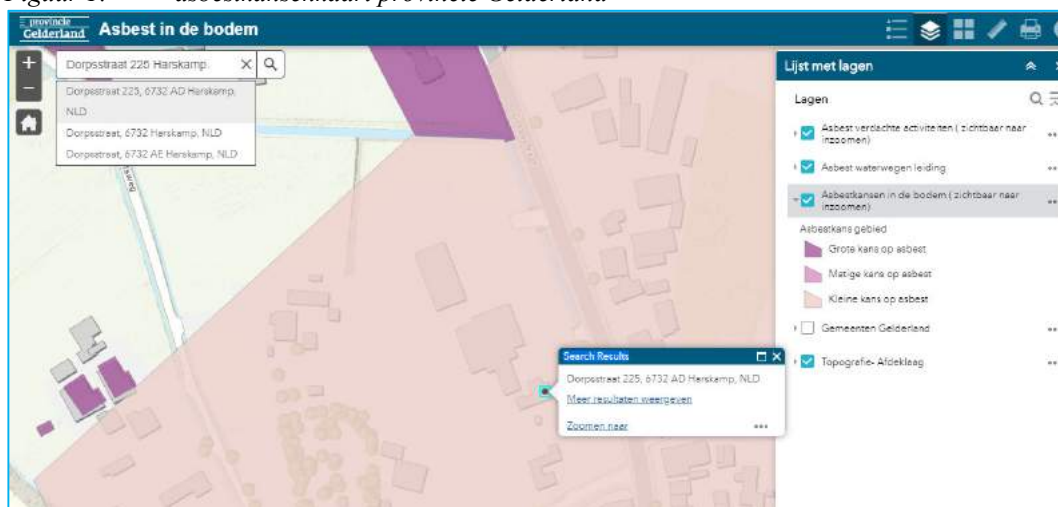 asbestkansenkaart provincie Gelderland
provincie
Gelderland
Asbest in de bodem
Dorpsstraat 225 Harskamp
Dorpsstraat 225, 6732 AD Harskamp,
NLD
Dorpsstraat, 6732 Harskamp, NLD
Dorpsstraat, 6732 AE Harskamp, NLD
Search Results
Dorpsstraat 225, 6732 AD Harskamp, NLD
Meer resultaten weergeven
Zoomen naar
Lijst met lagen
Lagen
Asbest verdachte activiteiten ( zichtbaar naar
inzoomen)
Asbest waterwegen leiding
Asbestkansen in de bodem ( zichtbaar naar
inzoomen)
Asbestkans gebied
Grote kans op asbest
Matige kans op asbest
Kleine kans op asbest
Gemeenten Gelderland
Topografie- Afdeklaag